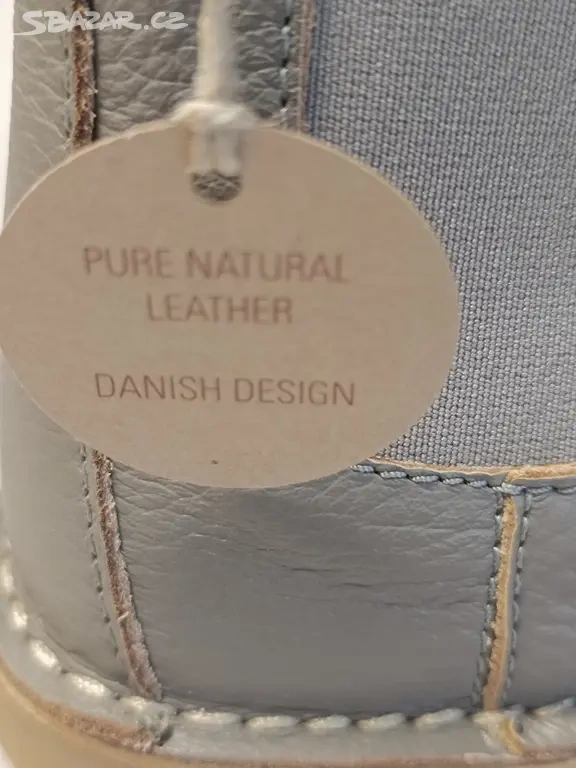 SBAZAR.CZ
PURE NATURAL
LEATHER
DANISH DESIGN